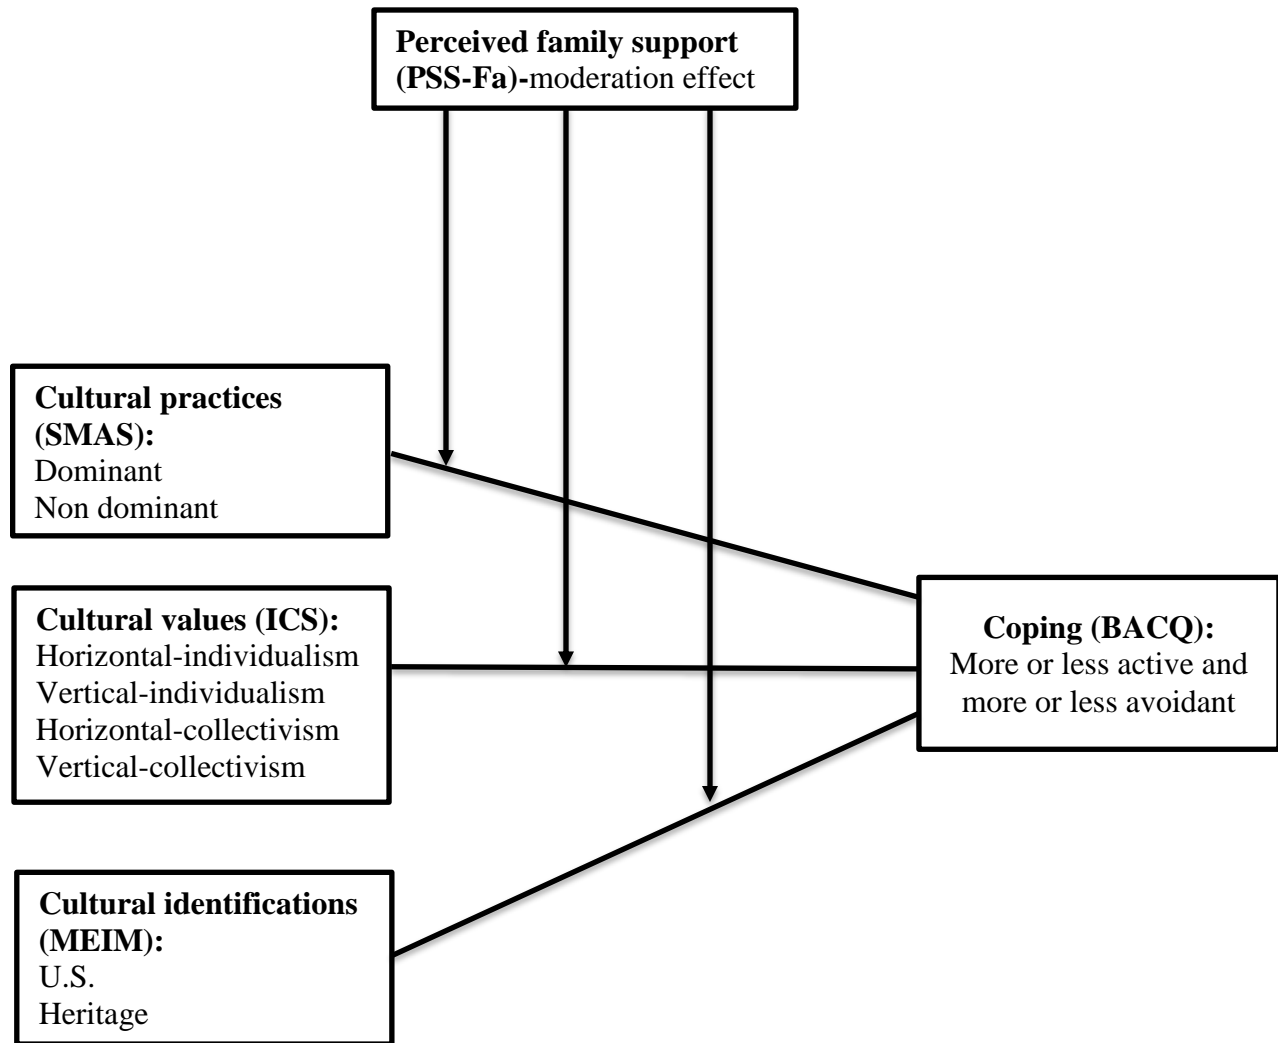 Perceived family support
(PSS-Fa)-moderation effect
Cultural practices
(SMAS):
Dominant
Non dominant
Cultural values (ICS):
Horizontal-individualism
Vertical-individualism
Horizontal-collectivism
Vertical-collectivism
Coping (BACQ):
More or less active and
more or less avoidant
Cultural identifications
(MEIM):
U.S.
Heritage